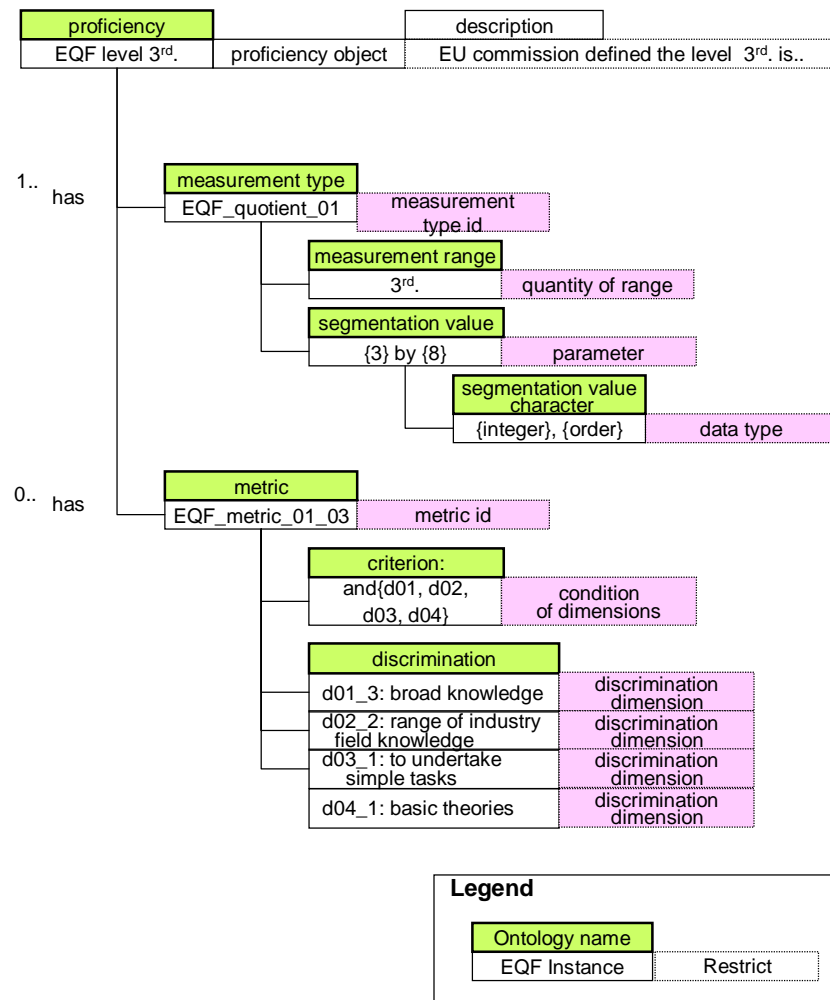 proficiency
description
EQF level 3rd.
proficiency object
EU commission defined the level 3rd. is..
1..
has
measurement type
EQF_quotient_01
measurement
type id
measurement range
3rd.
quantity of range
segmentation value
{3} by {8}
parameter
segmentation value
character
{integer}, {order}
data type
0..
has
metric
EQF_metric_01_03
metric id
criterion:
and{d01, d02,
d03, d04}
condition
of dimensions
discrimination
d01_3: broad knowledge
discrimination
dimension
d02_2: range of industry
field knowledge
discrimination
dimension
d03_1: to undertake
simple tasks
discrimination
dimension
d04_1: basic theories
discrimination
dimension
Legend
Ontology name
EQF Instance
Restrict